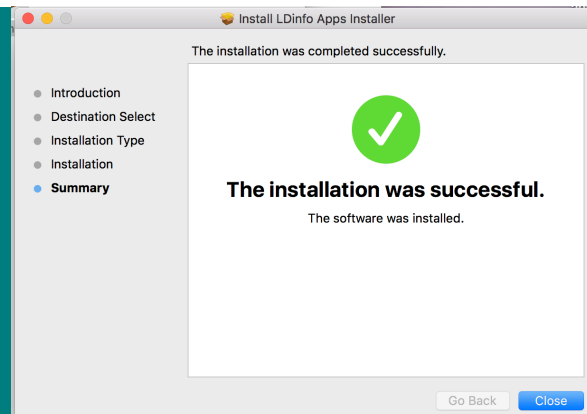 Install LDinfo Apps Installer
The installation was completed successfully.
Introduction
Destination Select
Installation Type
Installation
Summary
The installation was successful.
The software was installed.
Go Back
Close